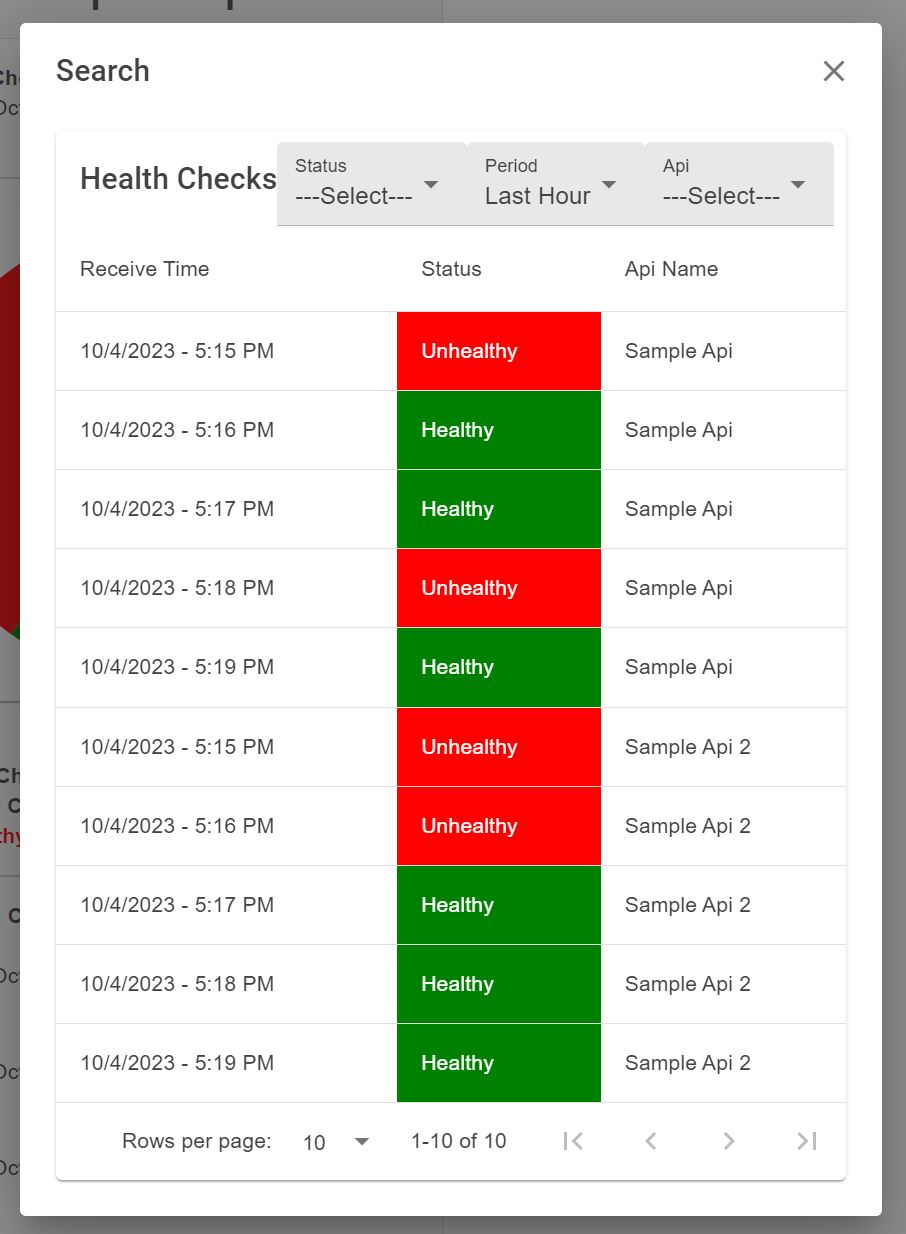 Search
Health Checks
Status
---Select---
Period
Last Hour
Api
---Select---
Receive Time Status Api Name
10/4/2023 - 5:15 PM Unhealthy Sample Api
10/4/2023 - 5:16 PM Healthy Sample Api
10/4/2023 - 5:17 PM Healthy Sample Api
10/4/2023 - 5:18 PM Unhealthy Sample Api
10/4/2023 - 5:19 PM Healthy Sample Api
10/4/2023 - 5:15 PM Unhealthy Sample Api 2
10/4/2023 - 5:16 PM Unhealthy Sample Api 2
10/4/2023 - 5:17 PM Healthy Sample Api 2
10/4/2023 - 5:18 PM Healthy Sample Api 2
10/4/2023 - 5:19 PM Healthy Sample Api 2
Rows per page: 10 1-10 of 10